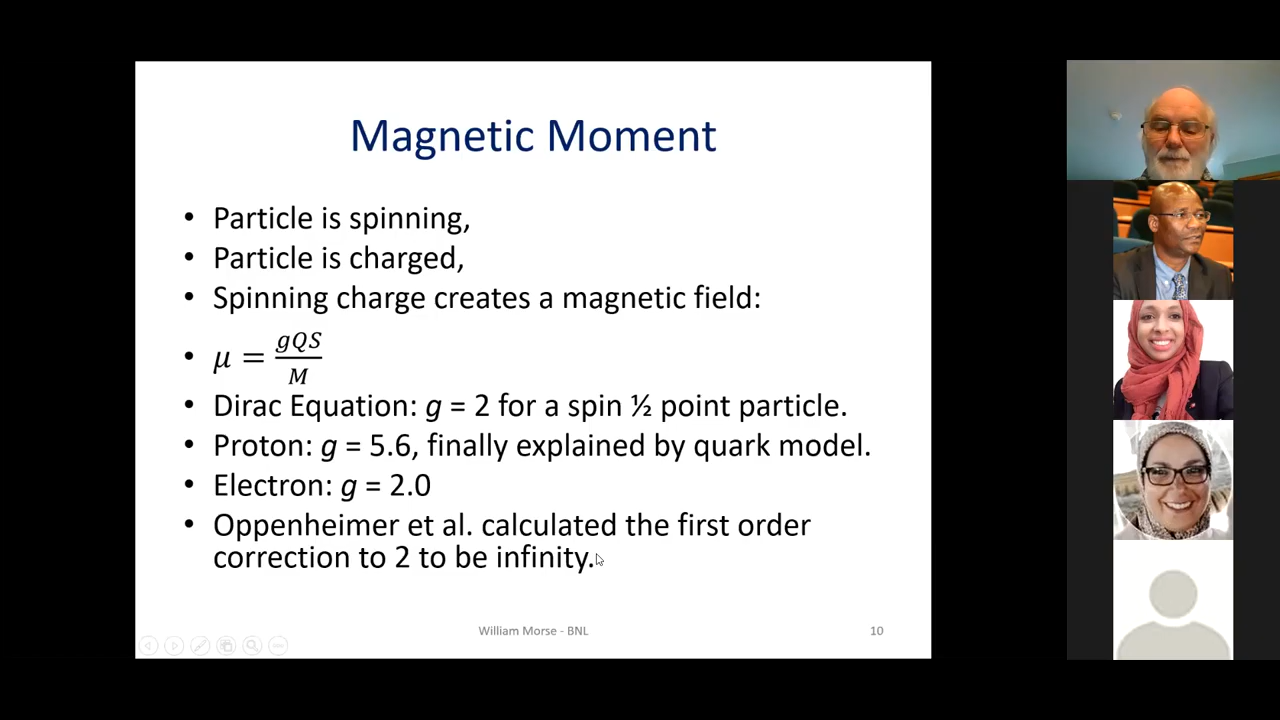 Magnetic Moment
• Particle is spinning,
• Particle is charged,
• Spinning charge creates a magnetic field:
• μ = gQS/M
• Dirac Equation: g = 2 for a spin ½ point particle.
• Proton: g = 5.6, finally explained by quark model.
• Electron: g = 2.0
• Oppenheimer et al. calculated the first order
correction to 2 to be infinity.
William Morse - BNL
10